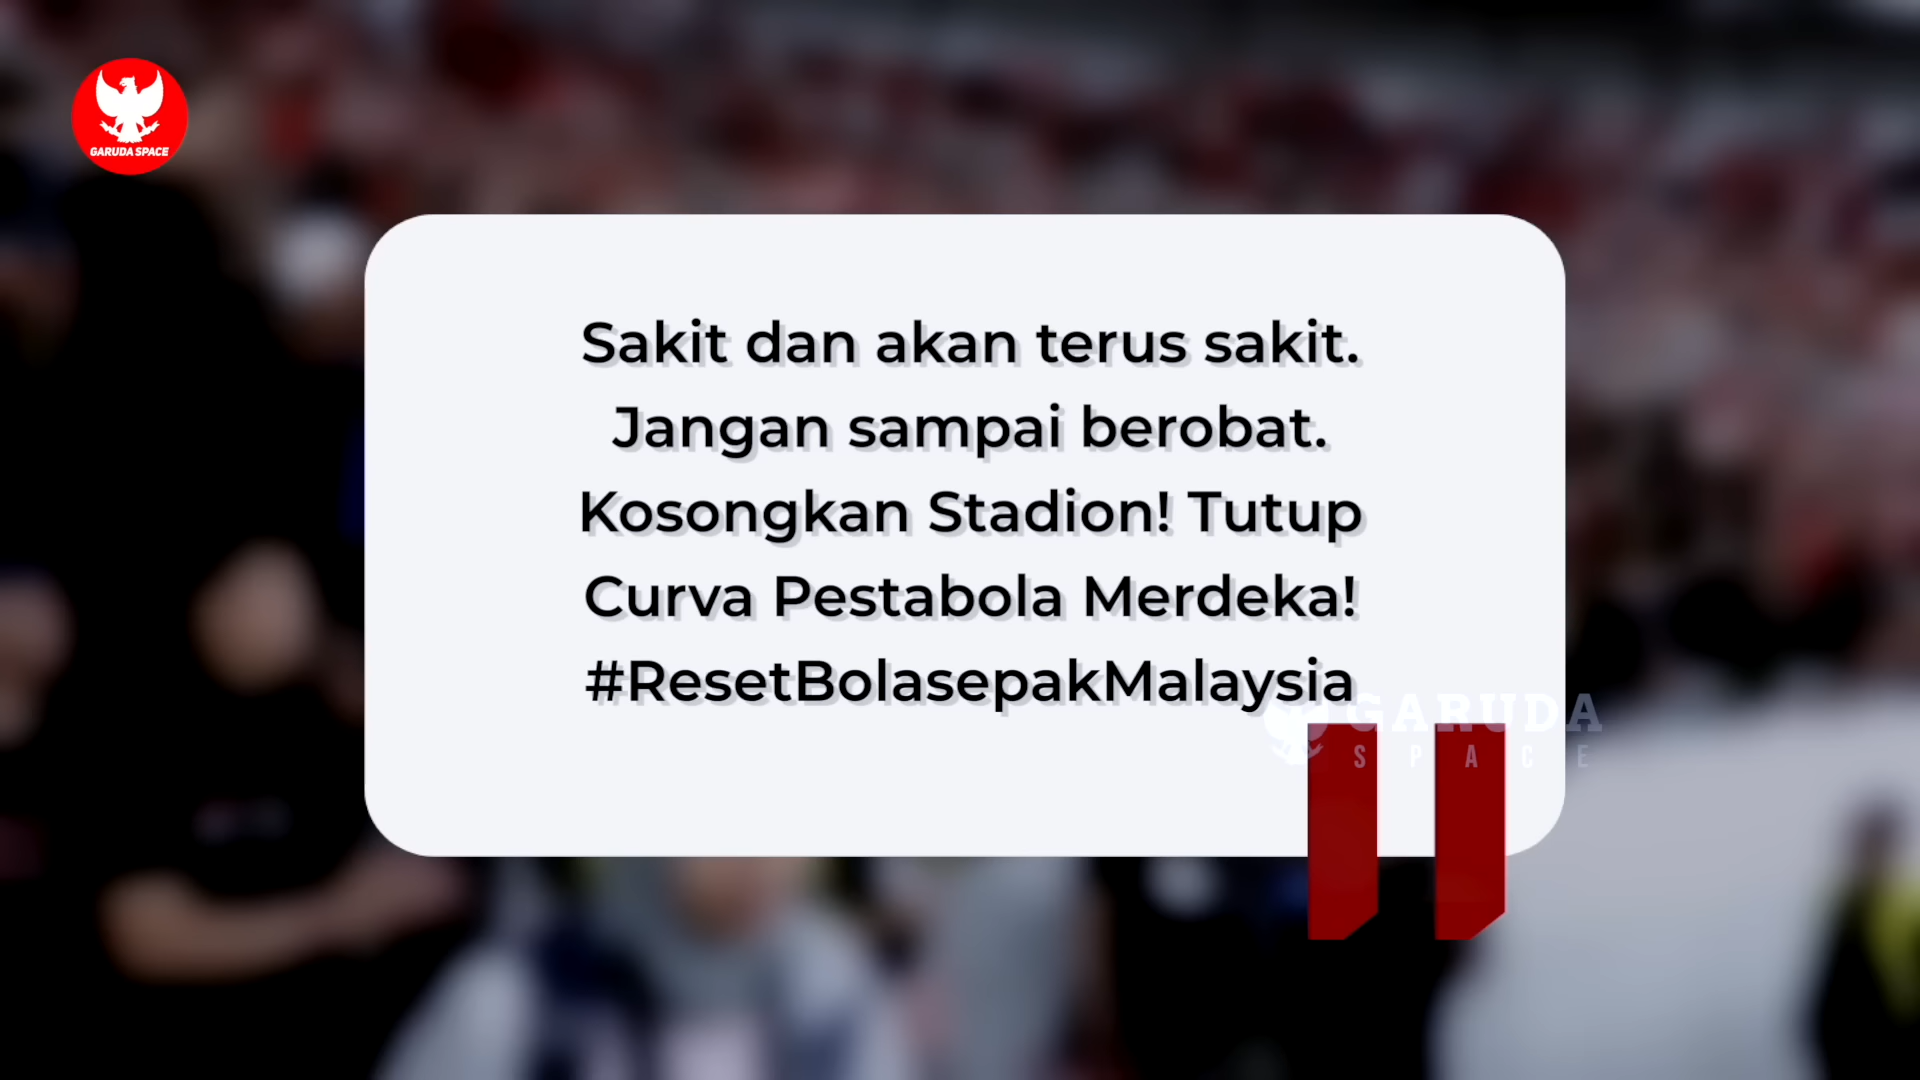 GARUDA SPACE
Sakit dan akan terus sakit.
Jangan sampai berobat.
Kosongkan Stadion! Tutup
Curva Pestabola Merdeka!
#ResetBolasepakMalaysia
GARUDA
SPACE